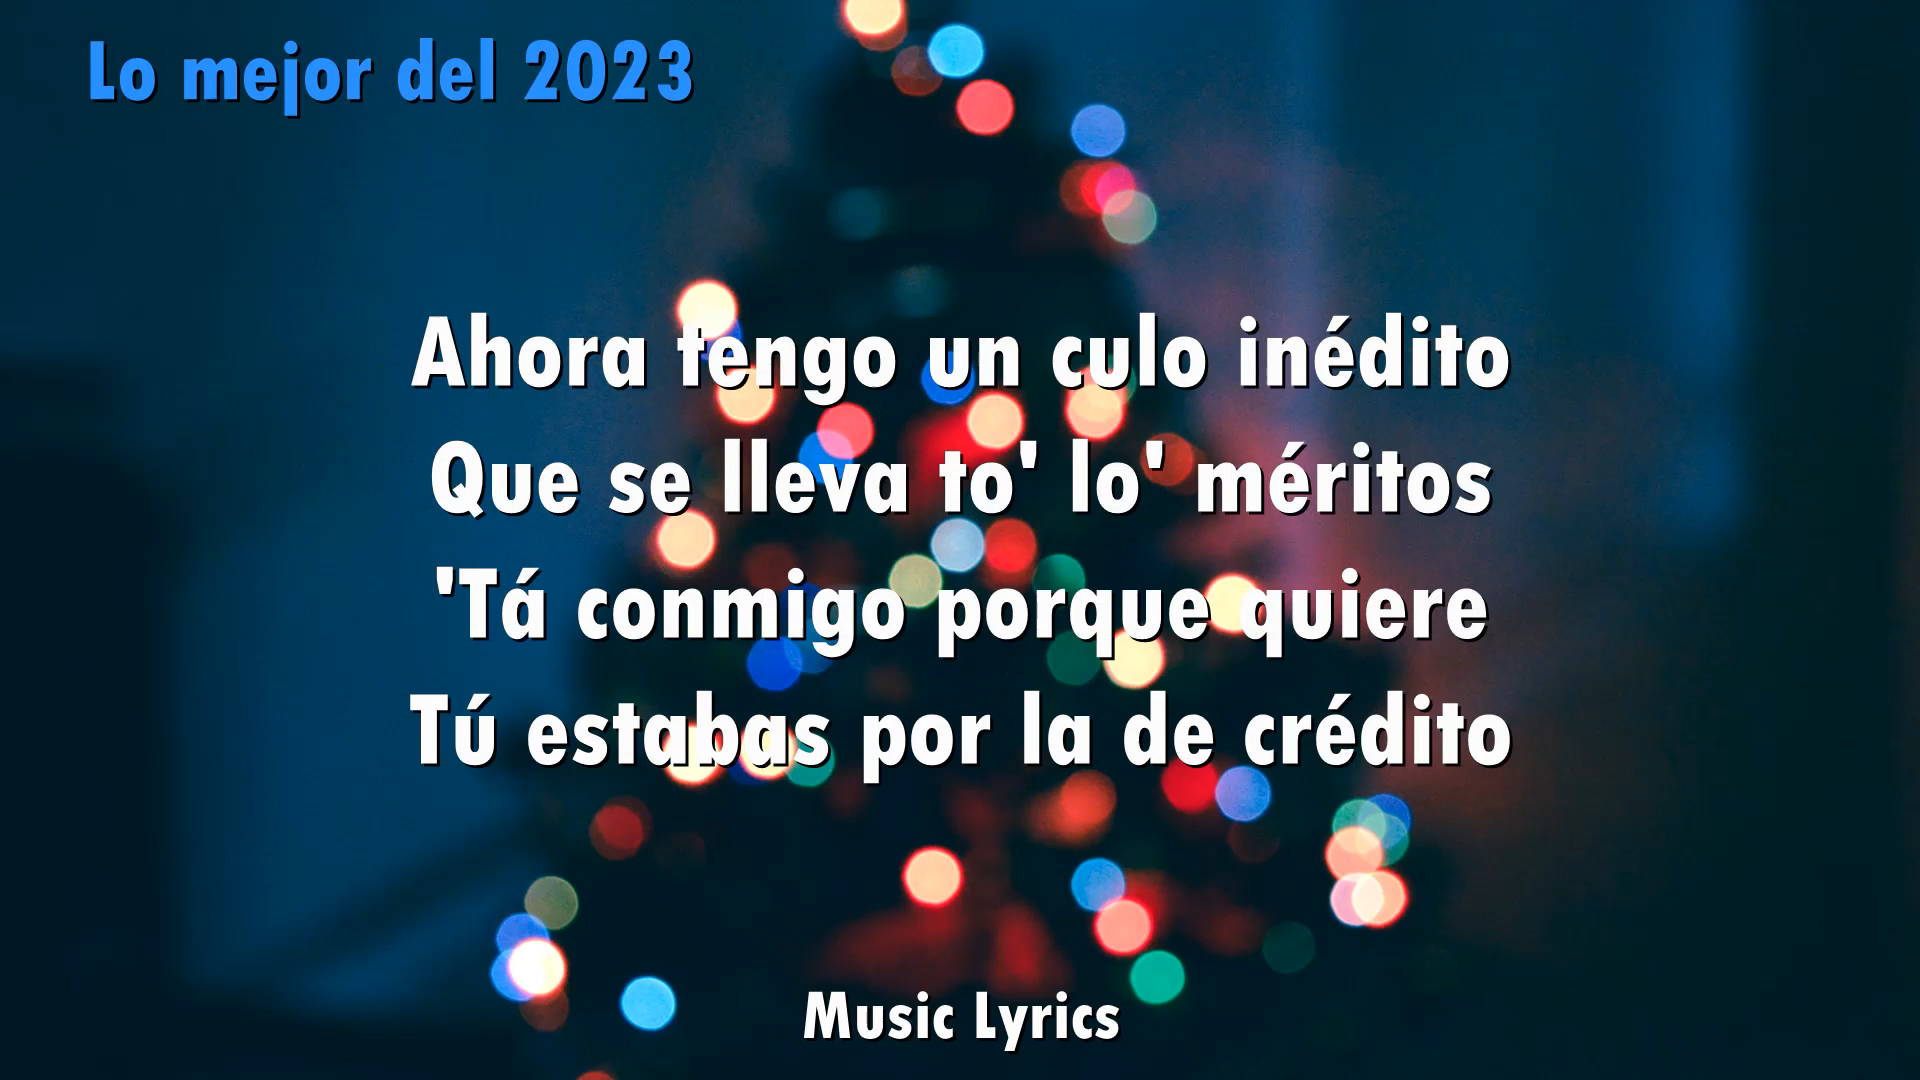 Lo mejor del 2023
Ahora tengo un culo inédito
Que se lleva to' lo' méritos
'Tá conmigo porque quiere
Tú estabas por la de crédito
Music Lyrics